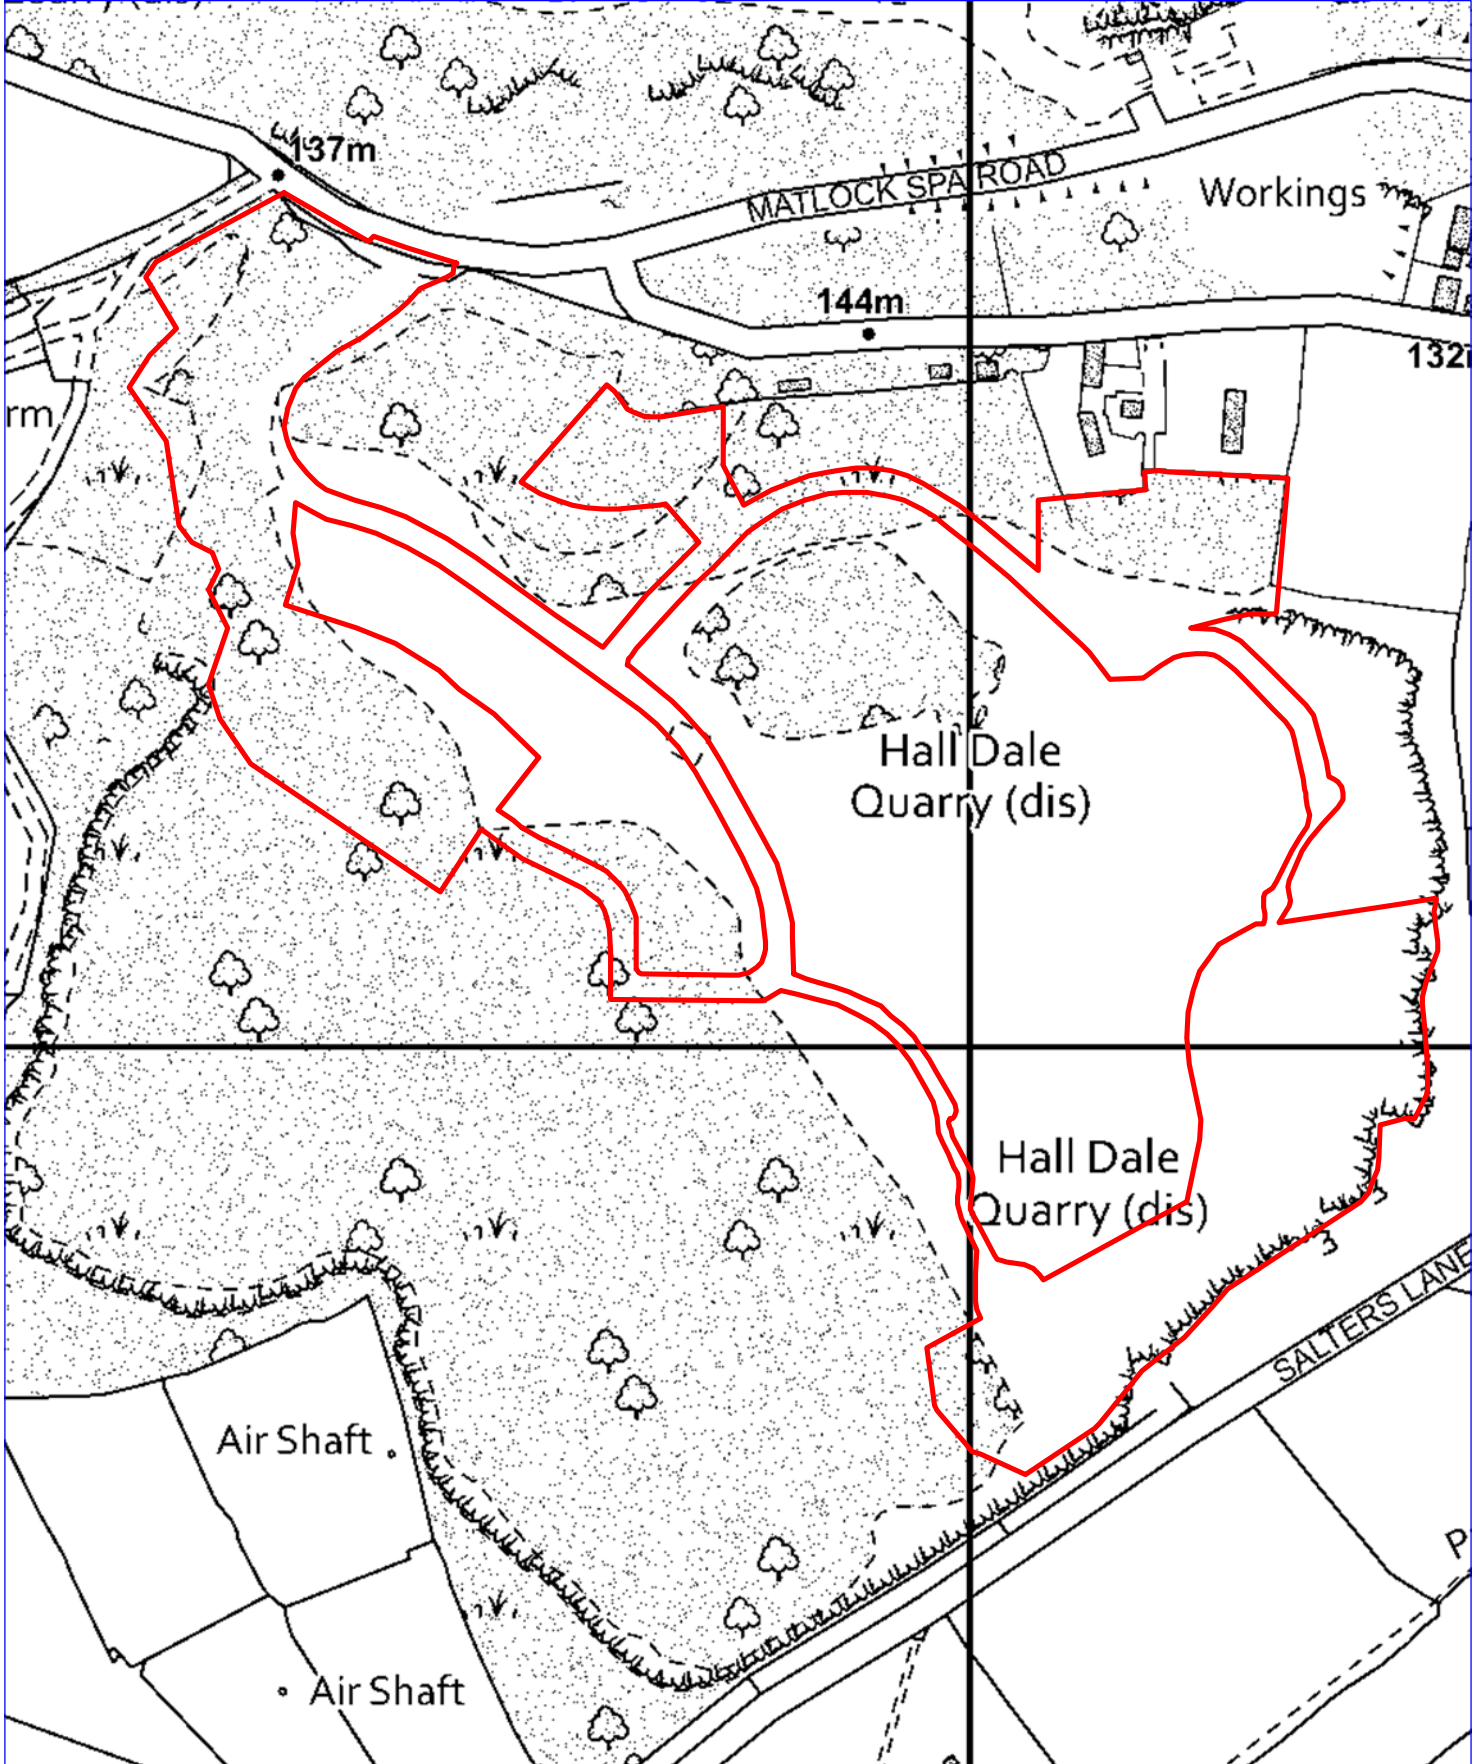 137m
MATLOCK SPA ROAD
Workings
144m
132
rm
Hall Dale
Quarry (dis)
Hall Dale
Quarry (dis)
SALTERS LANE
Air Shaft
P
Air Shaft